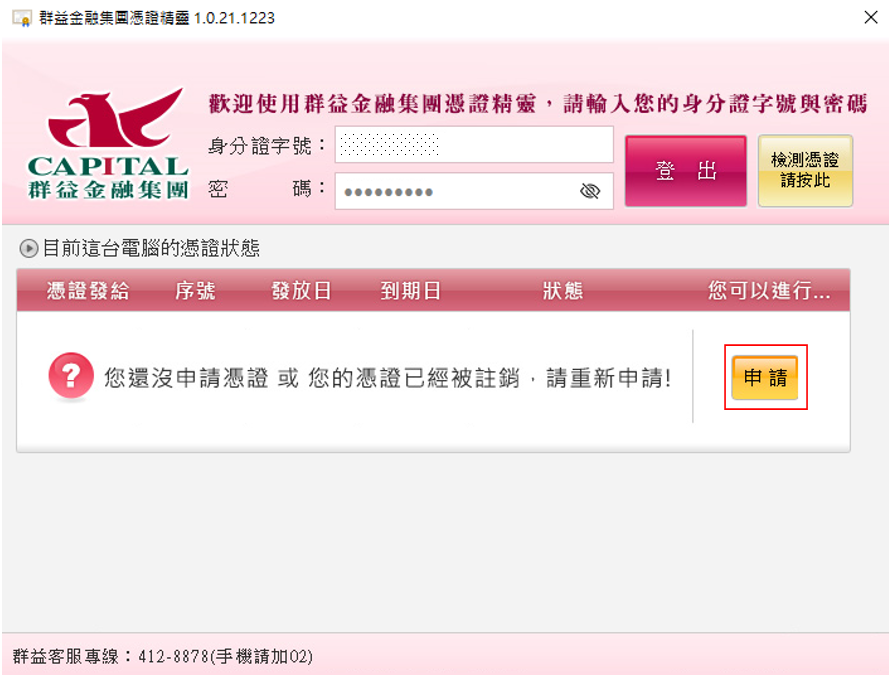 群益金融集團憑證精靈 1.0.21.1223
歡迎使用群益金融集團憑證精靈，請輸入您的身分證字號與密碼
CAPITAL
群益金融集團
身分證字號：
密 碼：
登 出
檢測憑證
請按此
目前這台電腦的憑證狀態
憑證發給 序號 發放日 到期日 狀態 您可以進行...
? 您還沒申請憑證 或 您的憑證已經被註銷，請重新申請!
申 請
群益客服專線：412-8878(手機請加02)